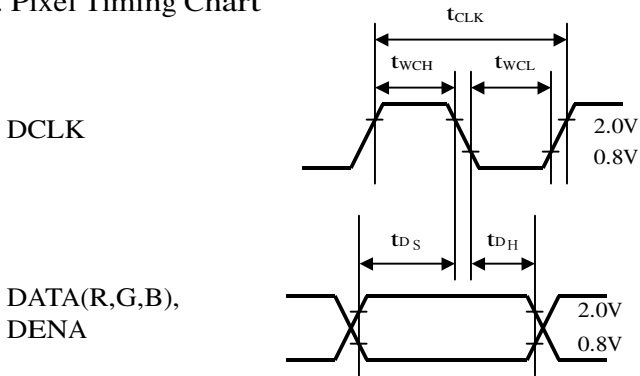 . Pixel Timing Chart
tCLK
tWCH tWCL
DCLK
2.0V
0.8V
tDS tDH
DATA(R,G,B),
DENA
2.0V
0.8V